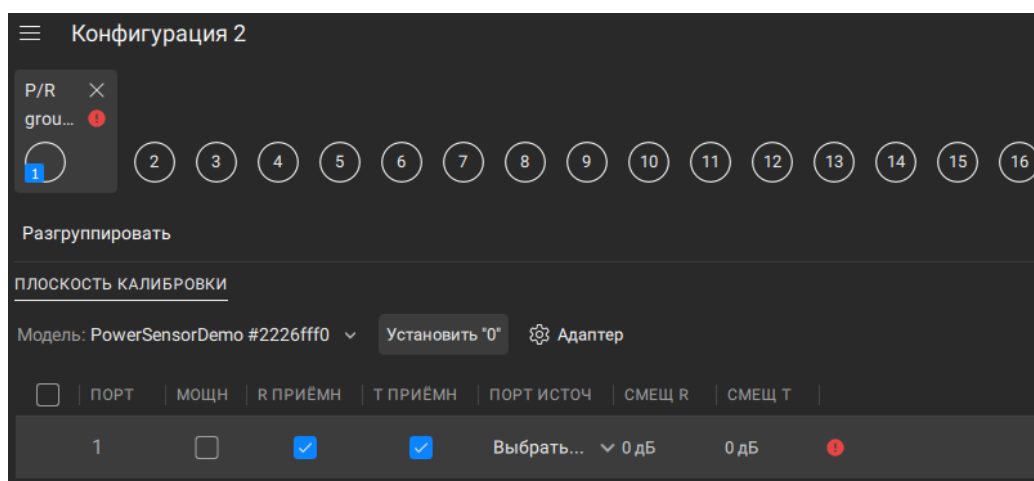 Конфигурация 2
P/R
grou...
1 2 3 4 5 6 7 8 9 10 11 12 13 14 15 16
Разгруппировать
ПЛОСКОСТЬ КАЛИБРОВКИ
Модель: PowerSensorDemo #2226fff0 Установить "0" Адаптер
ПОРТ МОЩН R ПРИЁМН T ПРИЁМН ПОРТ ИСТОЧ СМЕЩ R СМЕЩ T
1 Выбрать... 0 дБ 0 дБ